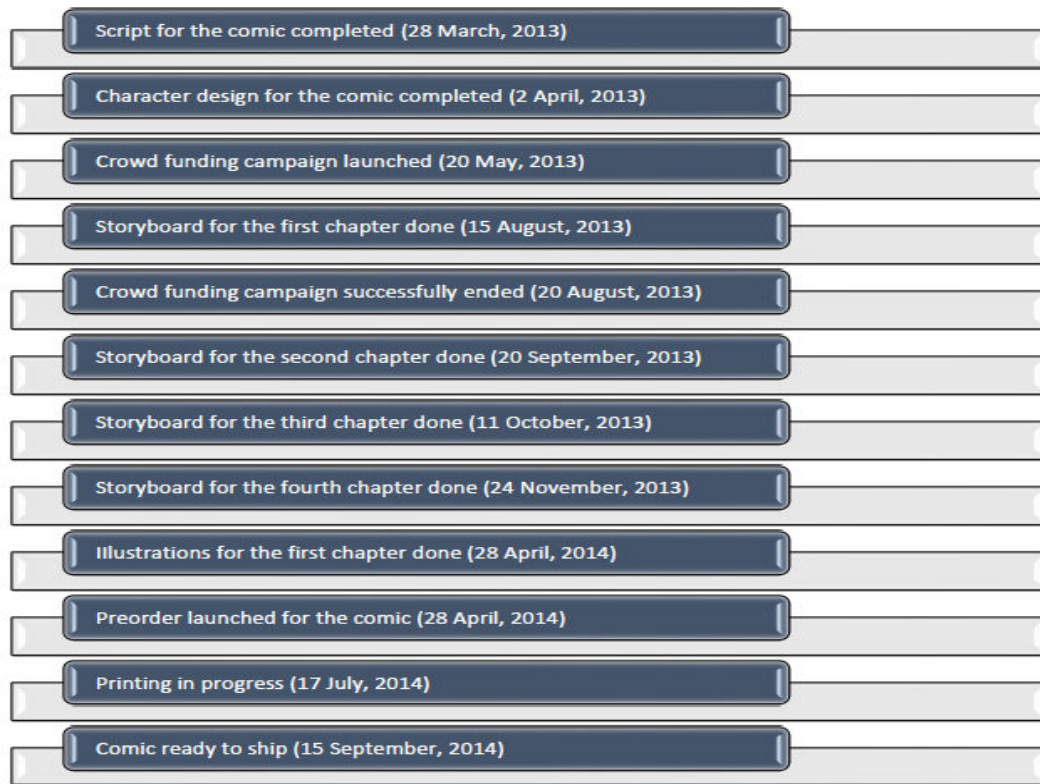 Script for the comic completed (28 March, 2013)
Character design for the comic completed (2 April, 2013)
Crowd funding campaign launched (20 May, 2013)
Storyboard for the first chapter done (15 August, 2013)
Crowd funding campaign successfully ended (20 August, 2013)
Storyboard for the second chapter done (20 September, 2013)
Storyboard for the third chapter done (11 October, 2013)
Storyboard for the fourth chapter done (24 November, 2013)
Illustrations for the first chapter done (28 April, 2014)
Preorder launched for the comic (28 April, 2014)
Printing in progress (17 July, 2014)
Comic ready to ship (15 September, 2014)